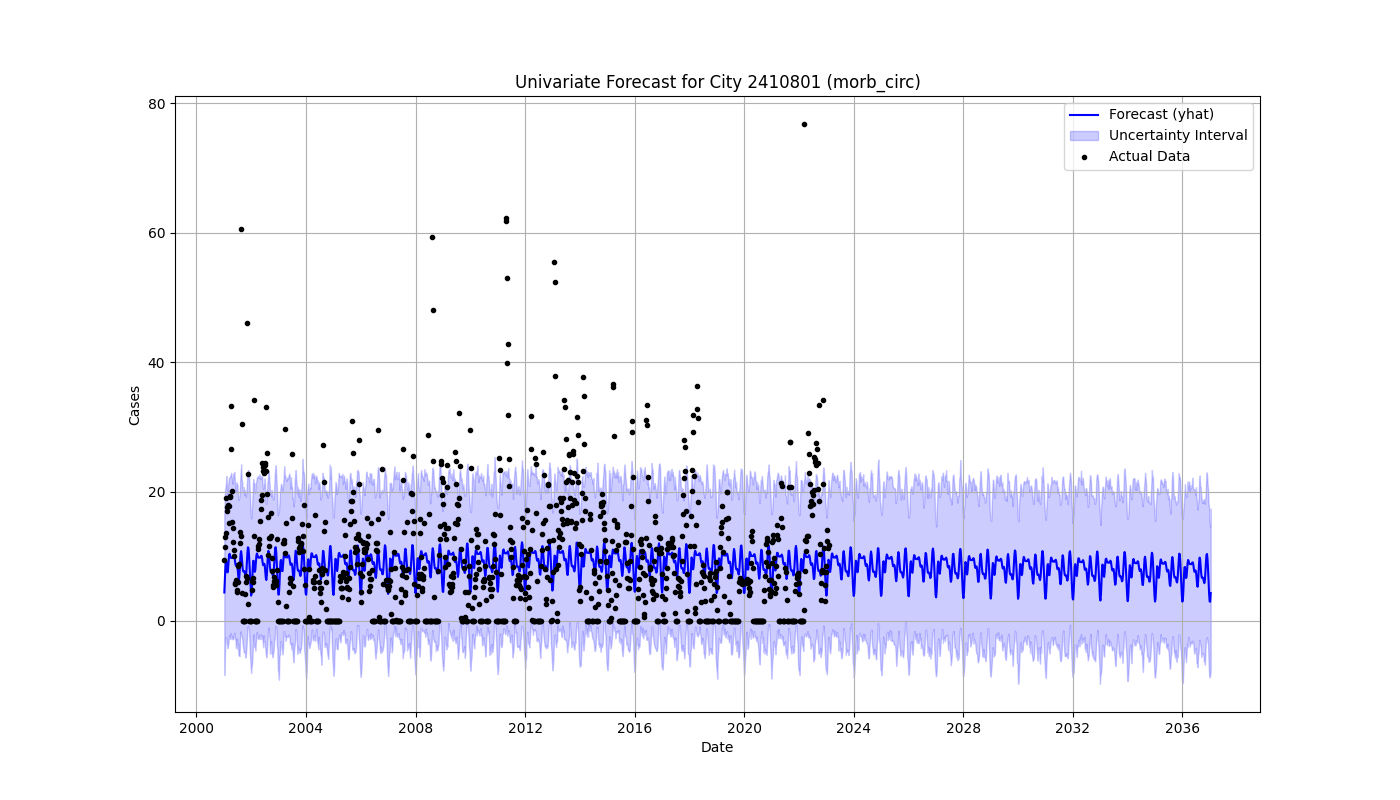 Univariate Forecast for City 2410801 (morb_circ)
Forecast (yhat)
Uncertainty Interval
Actual Data
80
60
40
20
0
Cases
2000 2004 2008 2012 2016 2020 2024 2028 2032 2036
Date